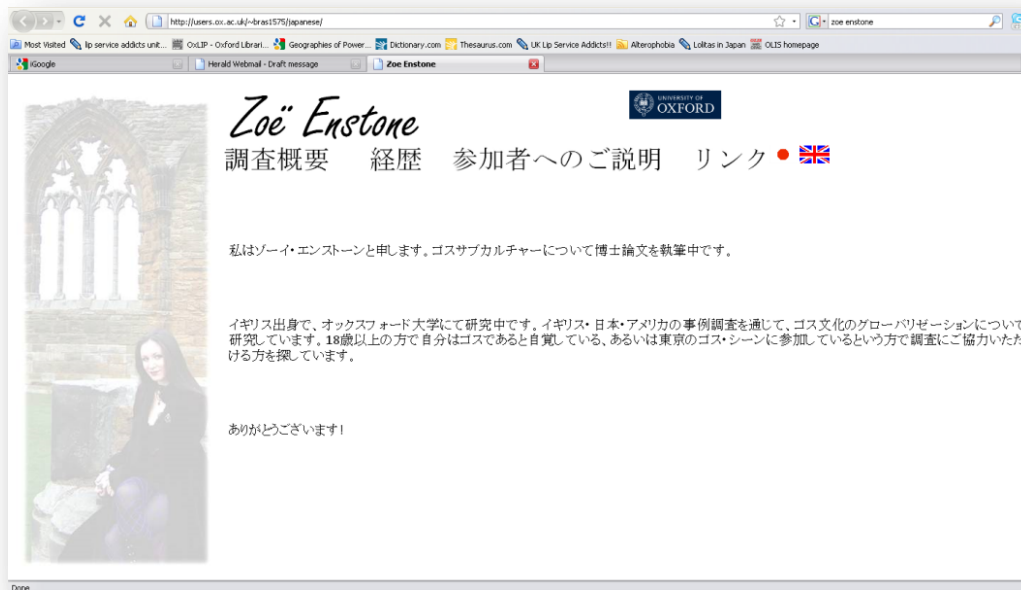 http://users.ox.ac.uk/~bras1575/japanese/
zoe enstone
Most Visited lip service addicts unit... OxLIP - Oxford Librari... Geographies of Power... Dictionary.com Thesaurus.com UK Lip Service Addicts!! Alterophobia Lolitas in Japan OLIS homepage
iGoogle Herald Webmail - Draft message Zoe Enstone
Zoë Enstone
UNIVERSITY OF
OXFORD
調査概要 経歴 参加者へのご説明 リンク
私はゾーイ・エンストーンと申します。ゴスサブカルチャーについて博士論文を執筆中です。
イギリス出身で、オックスフォード大学にて研究中です。イギリス・日本・アメリカの事例調査を通じて、ゴス文化のグローバリゼーションについて
研究しています。18歳以上の方で自分はゴスであると自覚している、あるいは東京のゴス・シーンに参加しているという方で調査にご協力いただ
ける方を探しています。
ありがとうございます!
Done